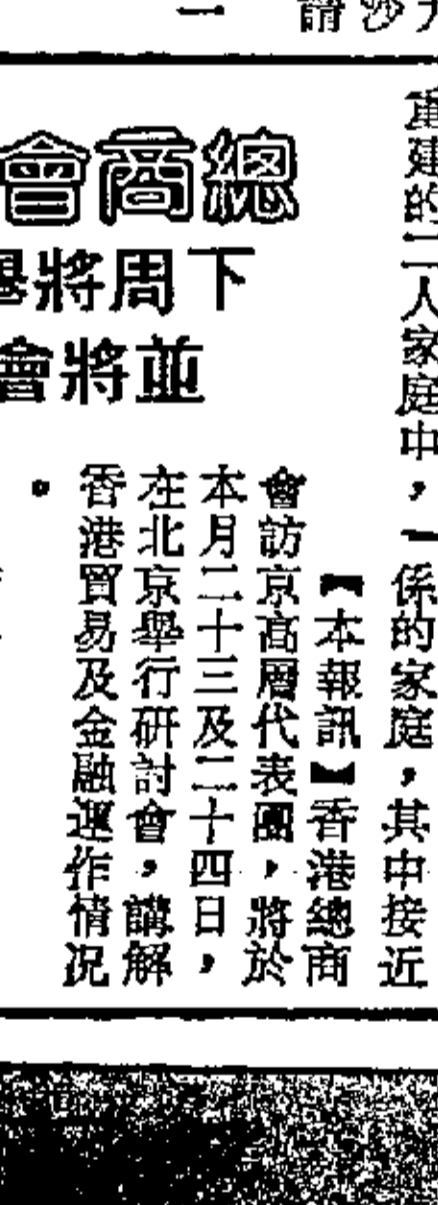 一
請沙
重建的二人家庭中，一
係的家庭，其中接近
總商會
下周將舉
並將會
【本報訊】香港總商
會訪京高層代表團，將於
本月二十三及二十四日，
在北京舉行研討會，講解
香港貿易及金融運作情況
。